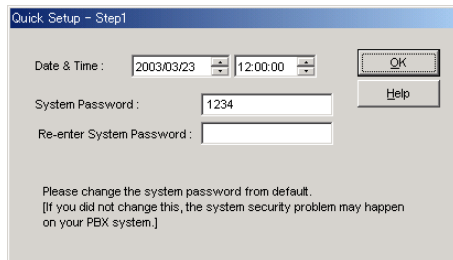 Quick Setup - Step1
Date & Time : 2003/03/23 12:00:00 OK
Help
System Password : 1234
Re-enter System Password :
Please change the system password from default.
[If you did not change this, the system security problem may happen
on your PBX system.]